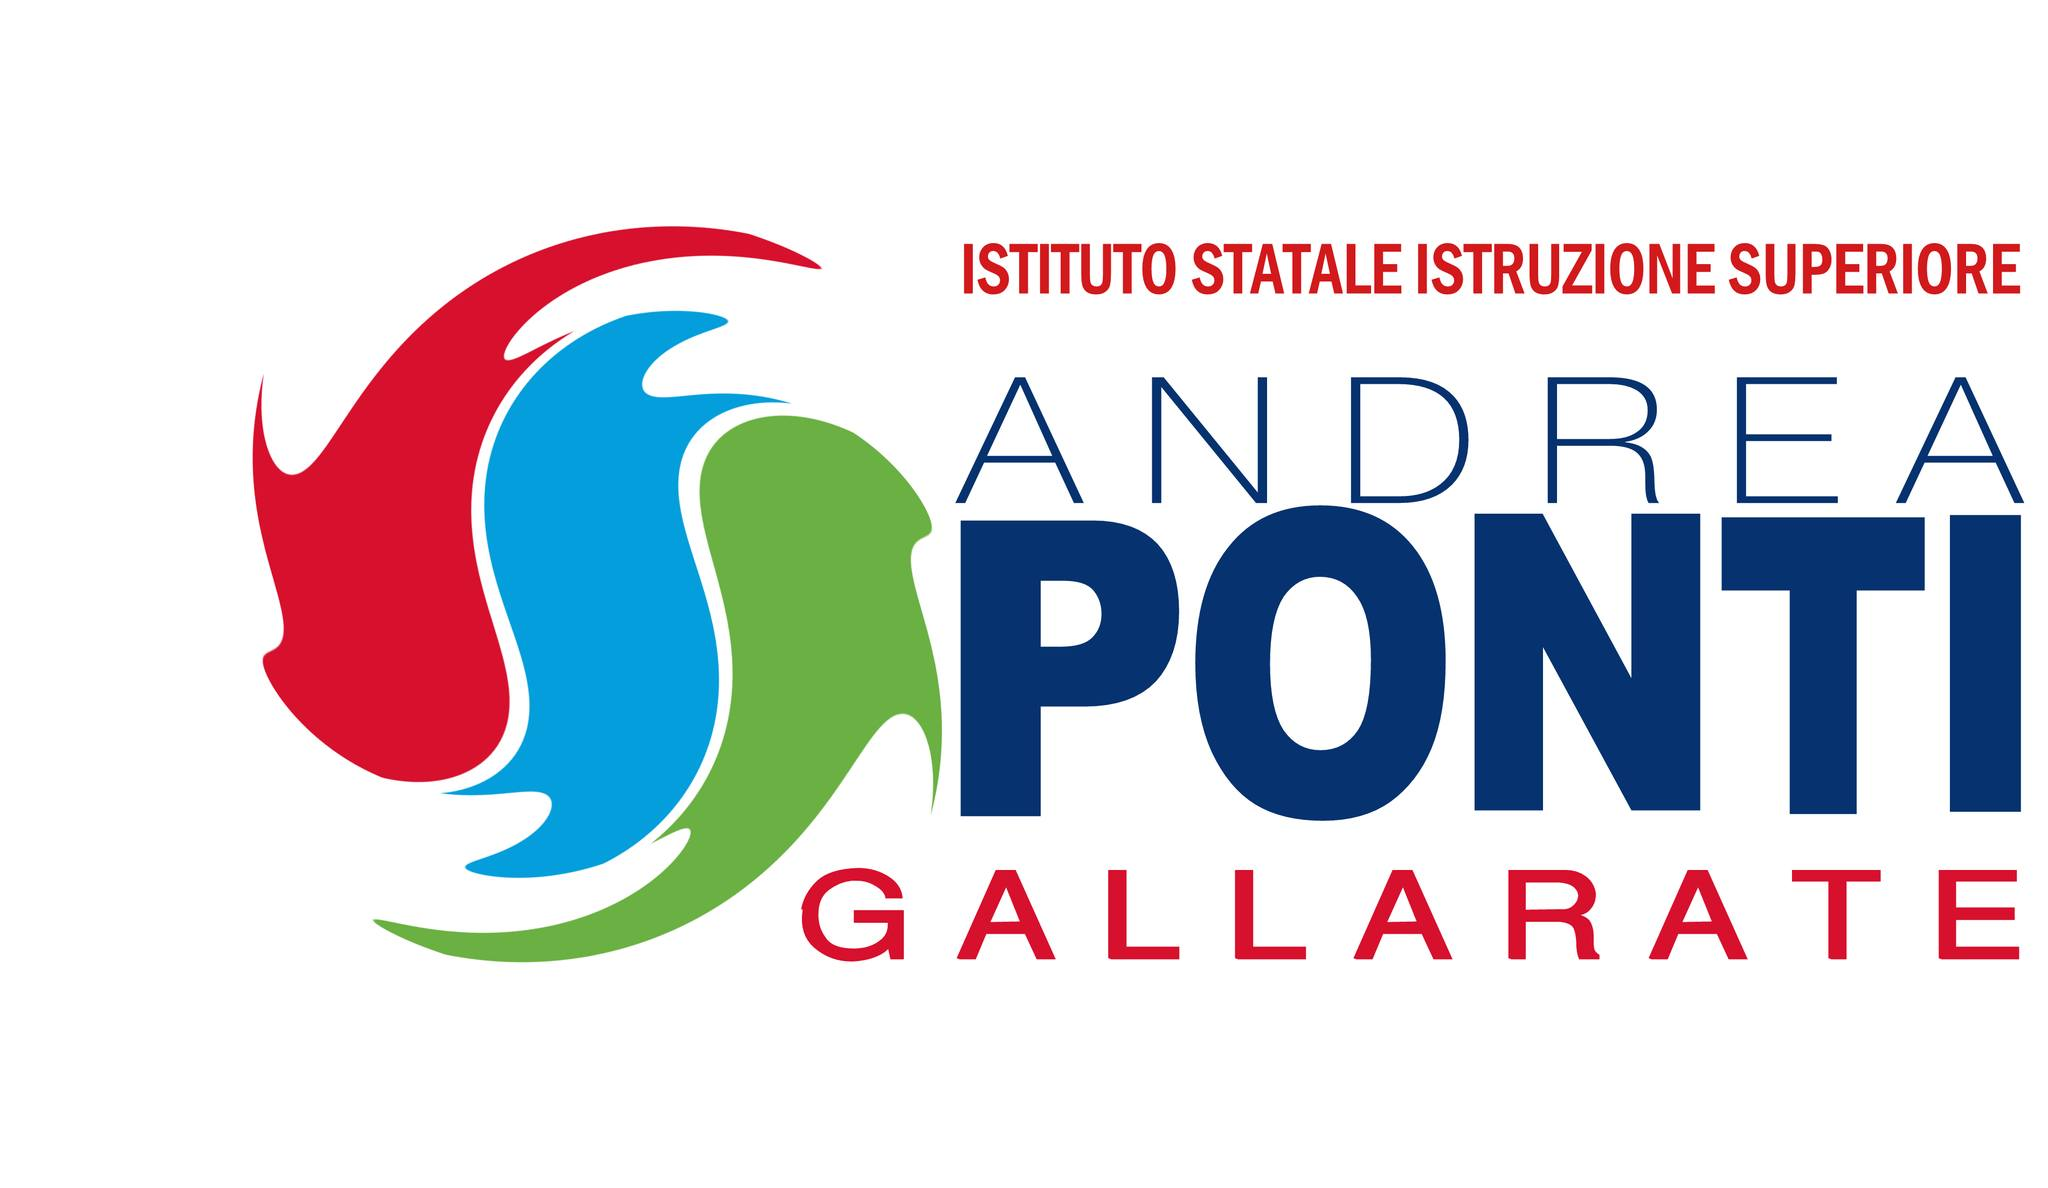 ISTITUTO STATALE ISTRUZIONE SUPERIORE
ANDREA
PONTI
GALLARATE